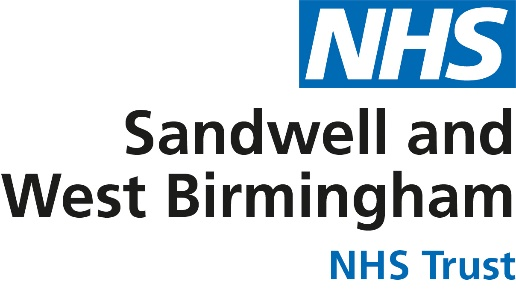 NHS
Sandwell and
West Birmingham
NHS Trust